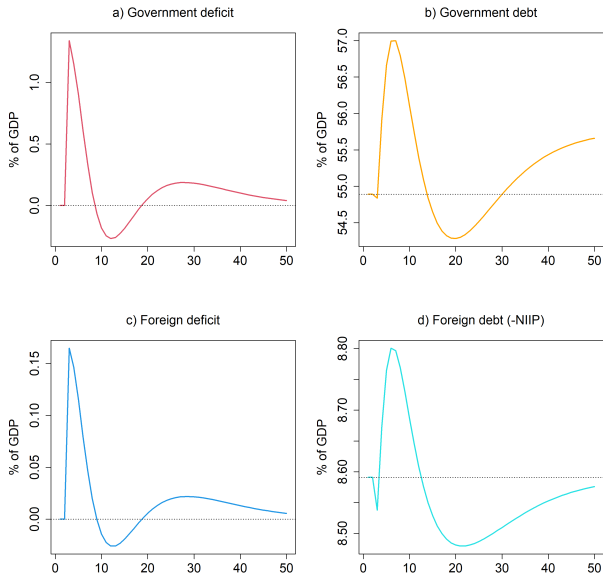 a) Government deficit
% of GDP
0.0 0.5 1.0
0 10 20 30 40 50
b) Government debt
% of GDP
54.5 55.0 55.5 56.0 56.5 57.0
0 10 20 30 40 50
c) Foreign deficit
% of GDP
0.00 0.05 0.10 0.15
0 10 20 30 40 50
d) Foreign debt (-NIIP)
% of GDP
8.50 8.60 8.70 8.80
0 10 20 30 40 50